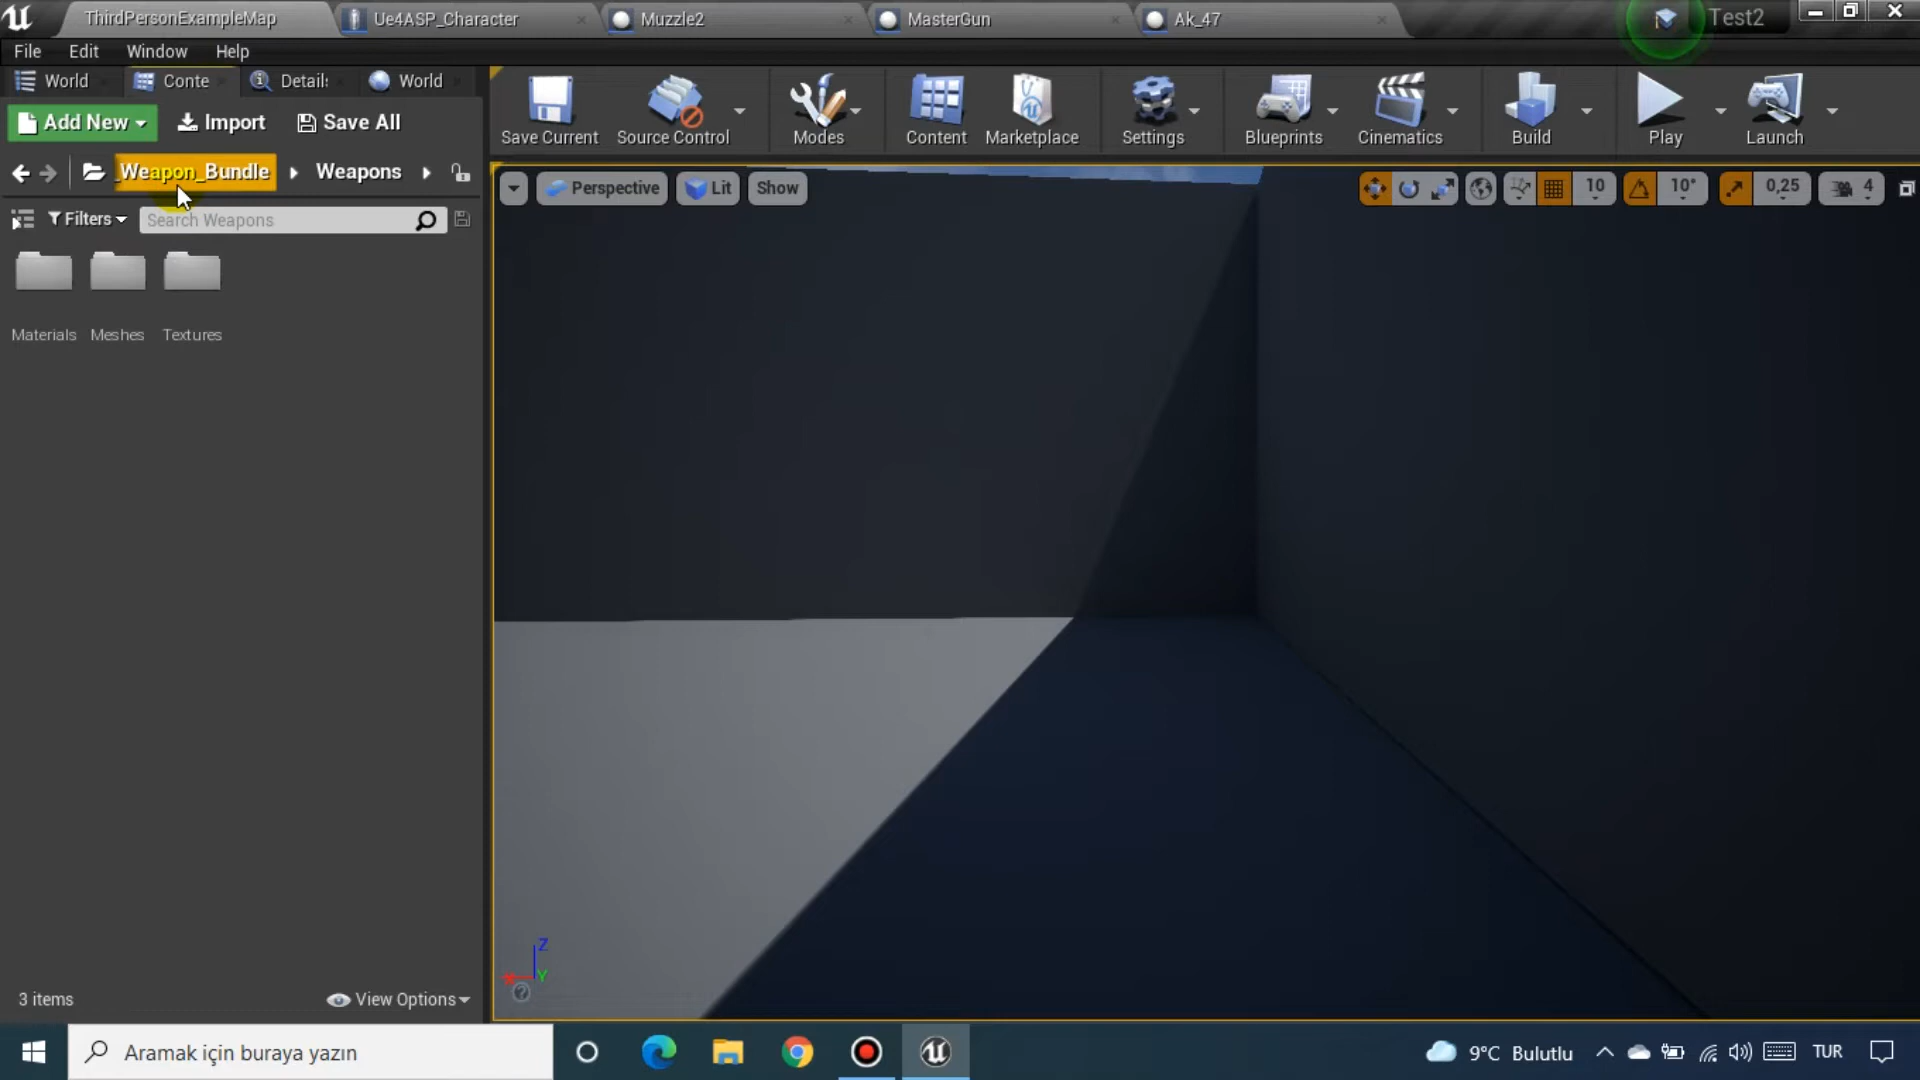 ThirdPersonExampleMap
Ue4ASP_Character
Muzzle2
MasterGun
Ak_47
Test2
File Edit Window Help
World
Conte
Details
World
Add New
Import
Save All
Save Current
Source Control
Modes
Content
Marketplace
Settings
Blueprints
Cinematics
Build
Play
Launch
Weapon_Bundle
Weapons
Perspective
Lit
Show
10
10°
0,25
4
Filters
Search Weapons
Materials
Meshes
Textures
Z
X
Y
3 items
View Options
Aramak için buraya yazın
9°C Bulutlu
TUR